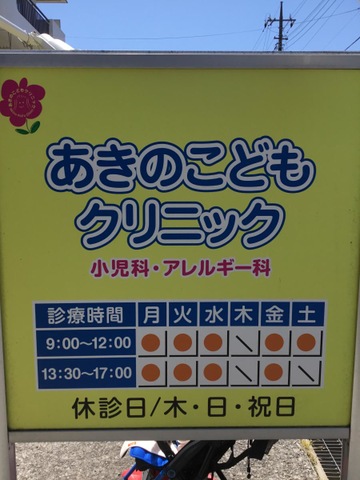 あきのこども
クリニック
小児科・アレルギー科
診療時間 月 火 水 木 金 土
9:00〜12:00 ● ● ● \ ● ●
13:30〜17:00 ● ● ● \ ● \
休診日/木・日・祝日